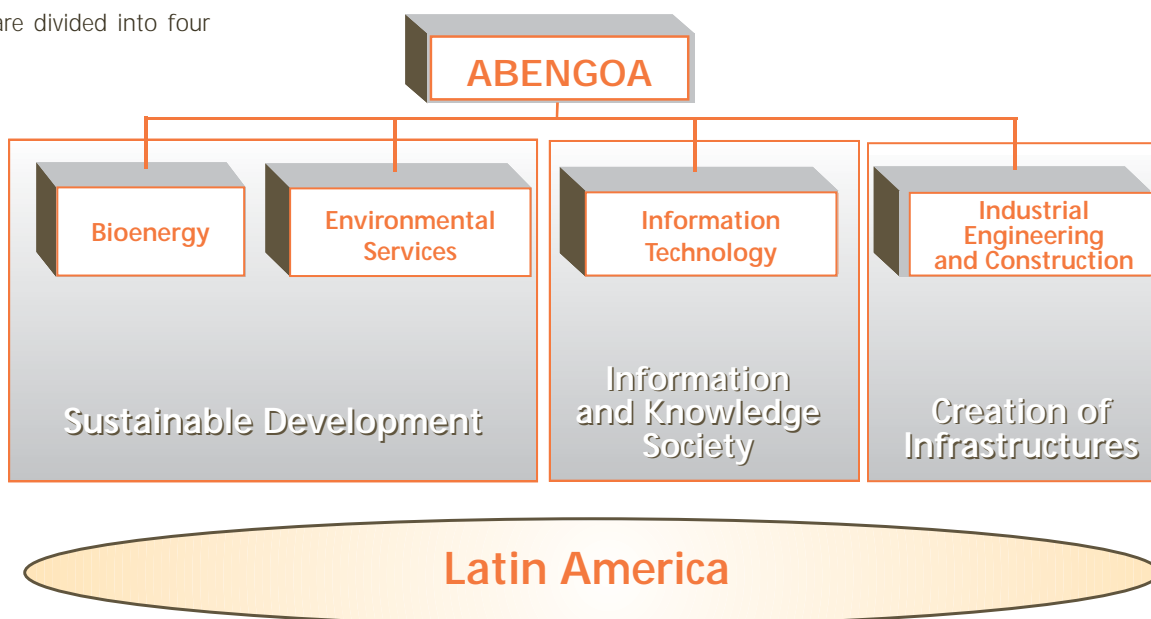 are divided into four
ABENGOA
Bioenergy
Environmental
Services
Information
Technology
Industrial
Engineering
and Construction
Sustainable Development
Information
and Knowledge
Society
Creation of
Infrastructures
Latin America